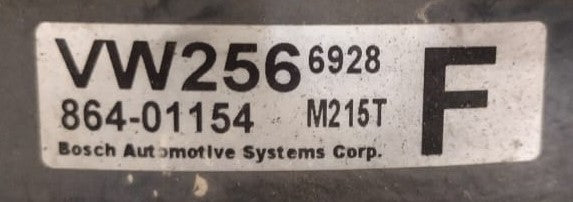 VW256 6928 F
864-01154 M215T
Bosch Automotive Systems Corp.